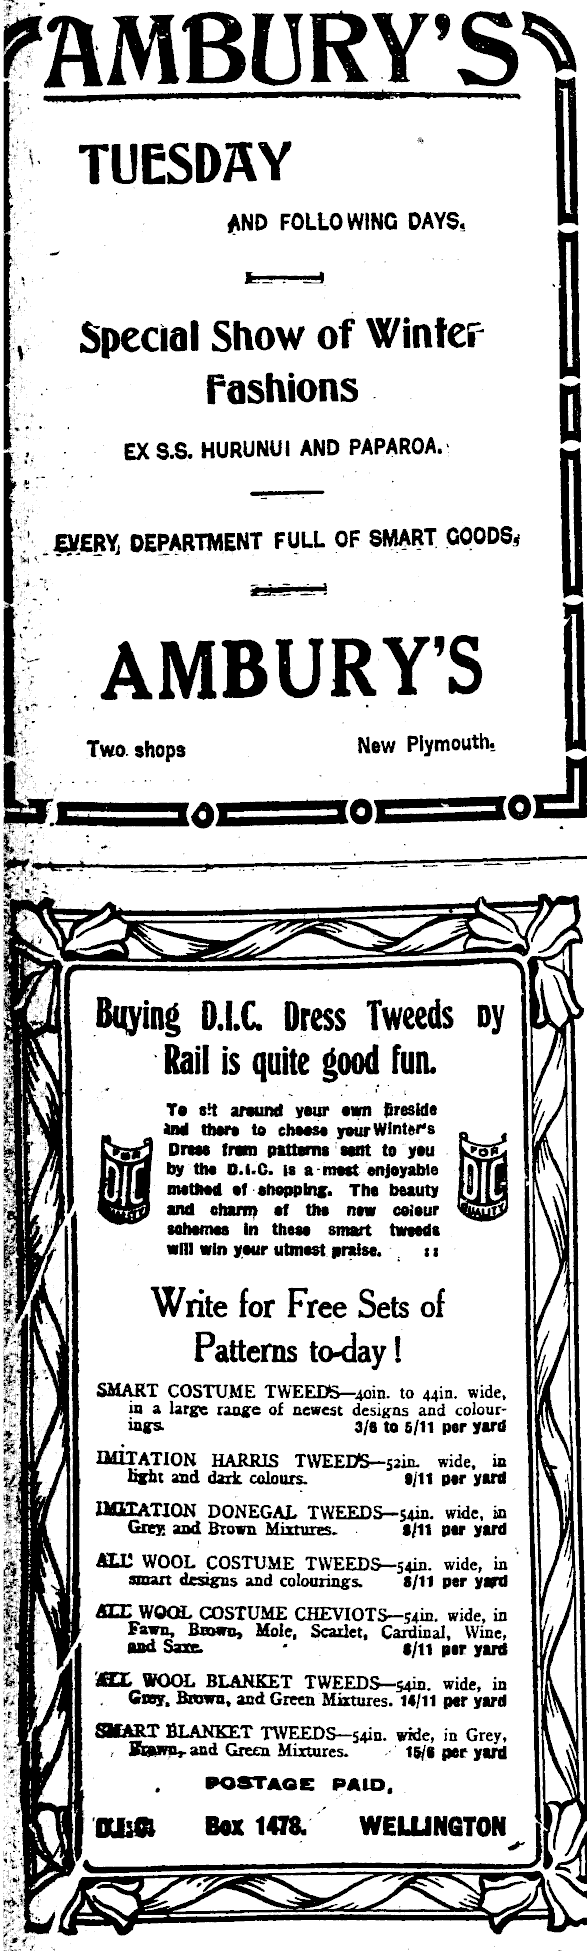 AMBURY'S
TUESDAY
AND FOLLOWING DAYS.
Special Show of Winter
Fashions
EX S.S. HURUNUI AND PAPAROA.
EVERY DEPARTMENT FULL OF SMART GOODS.
AMBURY'S
Two shops New Plymouth.
Buying D.I.C. Dress Tweeds by
Rail is quite good fun.
To sit around your own fireside
and there to choose your Winter's
Dress from patterns sent to you
by the D.I.C. is a most enjoyable
method of shopping. The beauty
and charm of the new colour
schemes in these smart tweeds
will win your utmost praise. : :
FOR
DIC
QUALITY
FOR
DIC
QUALITY
Write for Free Sets of
Patterns to-day!
SMART COSTUME TWEEDS—40in. to 44in. wide,
in a large range of newest designs and colour-
ings. 3/6 to 5/11 per yard
IMITATION HARRIS TWEEDS—52in. wide, in
light and dark colours. 9/11 per yard
IMITATION DONEGAL TWEEDS—54in. wide, in
Grey and Brown Mixtures. 8/11 per yard
ALL WOOL COSTUME TWEEDS—54in. wide, in
smart designs and colourings. 8/11 per yard
ALL WOOL COSTUME CHEVIOTS—54in. wide, in
Fawn, Brown, Mole, Scarlet, Cardinal, Wine,
and Saxe. 8/11 per yard
ALL WOOL BLANKET TWEEDS—54in. wide, in
Grey, Brown, and Green Mixtures. 14/11 per yard
SMART BLANKET TWEEDS—54in. wide, in Grey,
Brown, and Green Mixtures. 15/6 per yard
POSTAGE PAID.
D.I.C. Box 1478. WELLINGTON